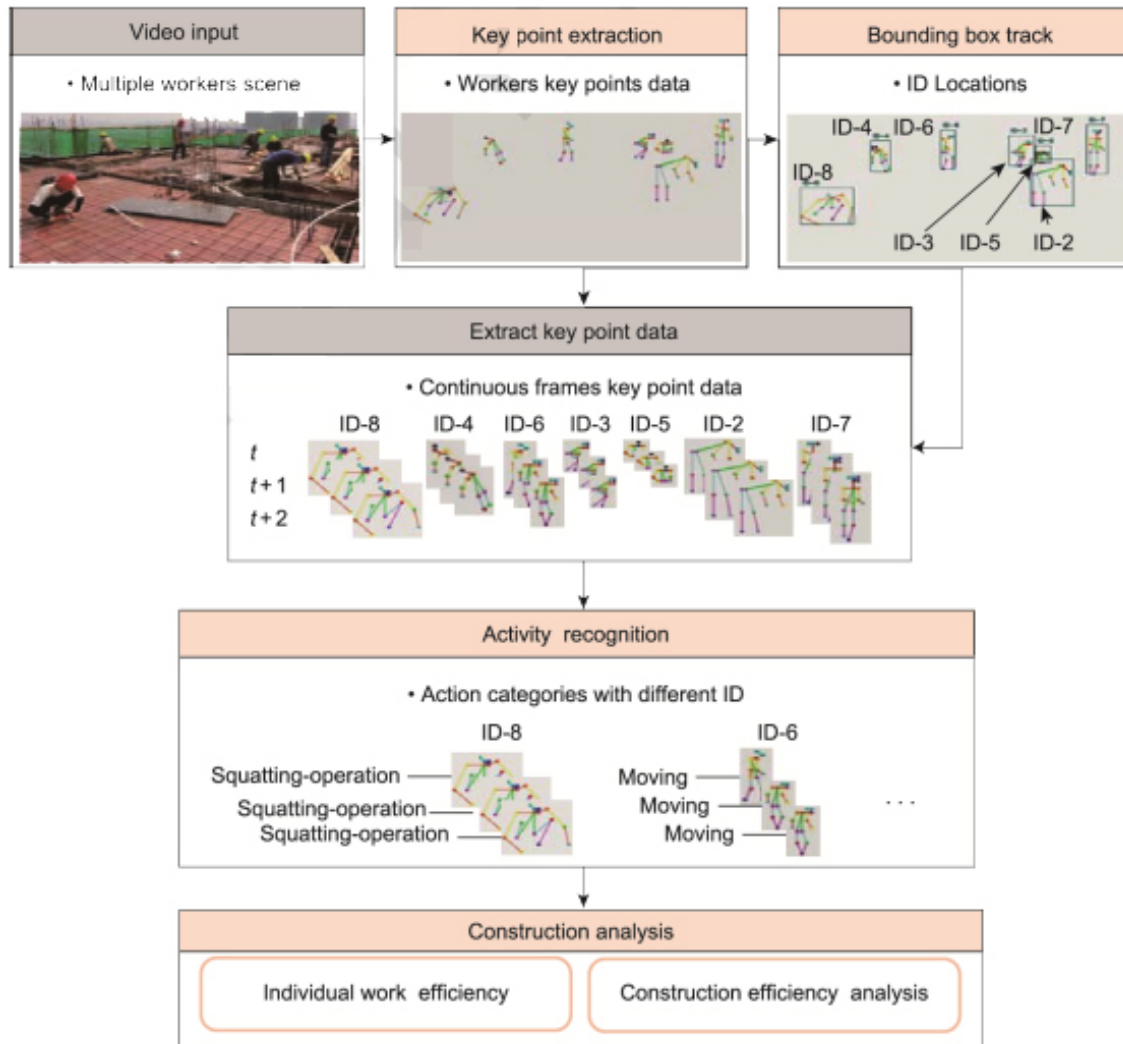 Video input
• Multiple workers scene
Key point extraction
• Workers key points data
Bounding box track
• ID Locations
ID-4
ID-6
ID-7
ID-8
ID-3
ID-5
ID-2
Extract key point data
• Continuous frames key point data
ID-8
ID-4
ID-6
ID-3
ID-5
ID-2
ID-7
t
t+1
t+2
Activity recognition
• Action categories with different ID
ID-8
Squatting-operation
Squatting-operation
Squatting-operation
ID-6
Moving
Moving
Moving
...
Construction analysis
Individual work efficiency
Construction efficiency analysis